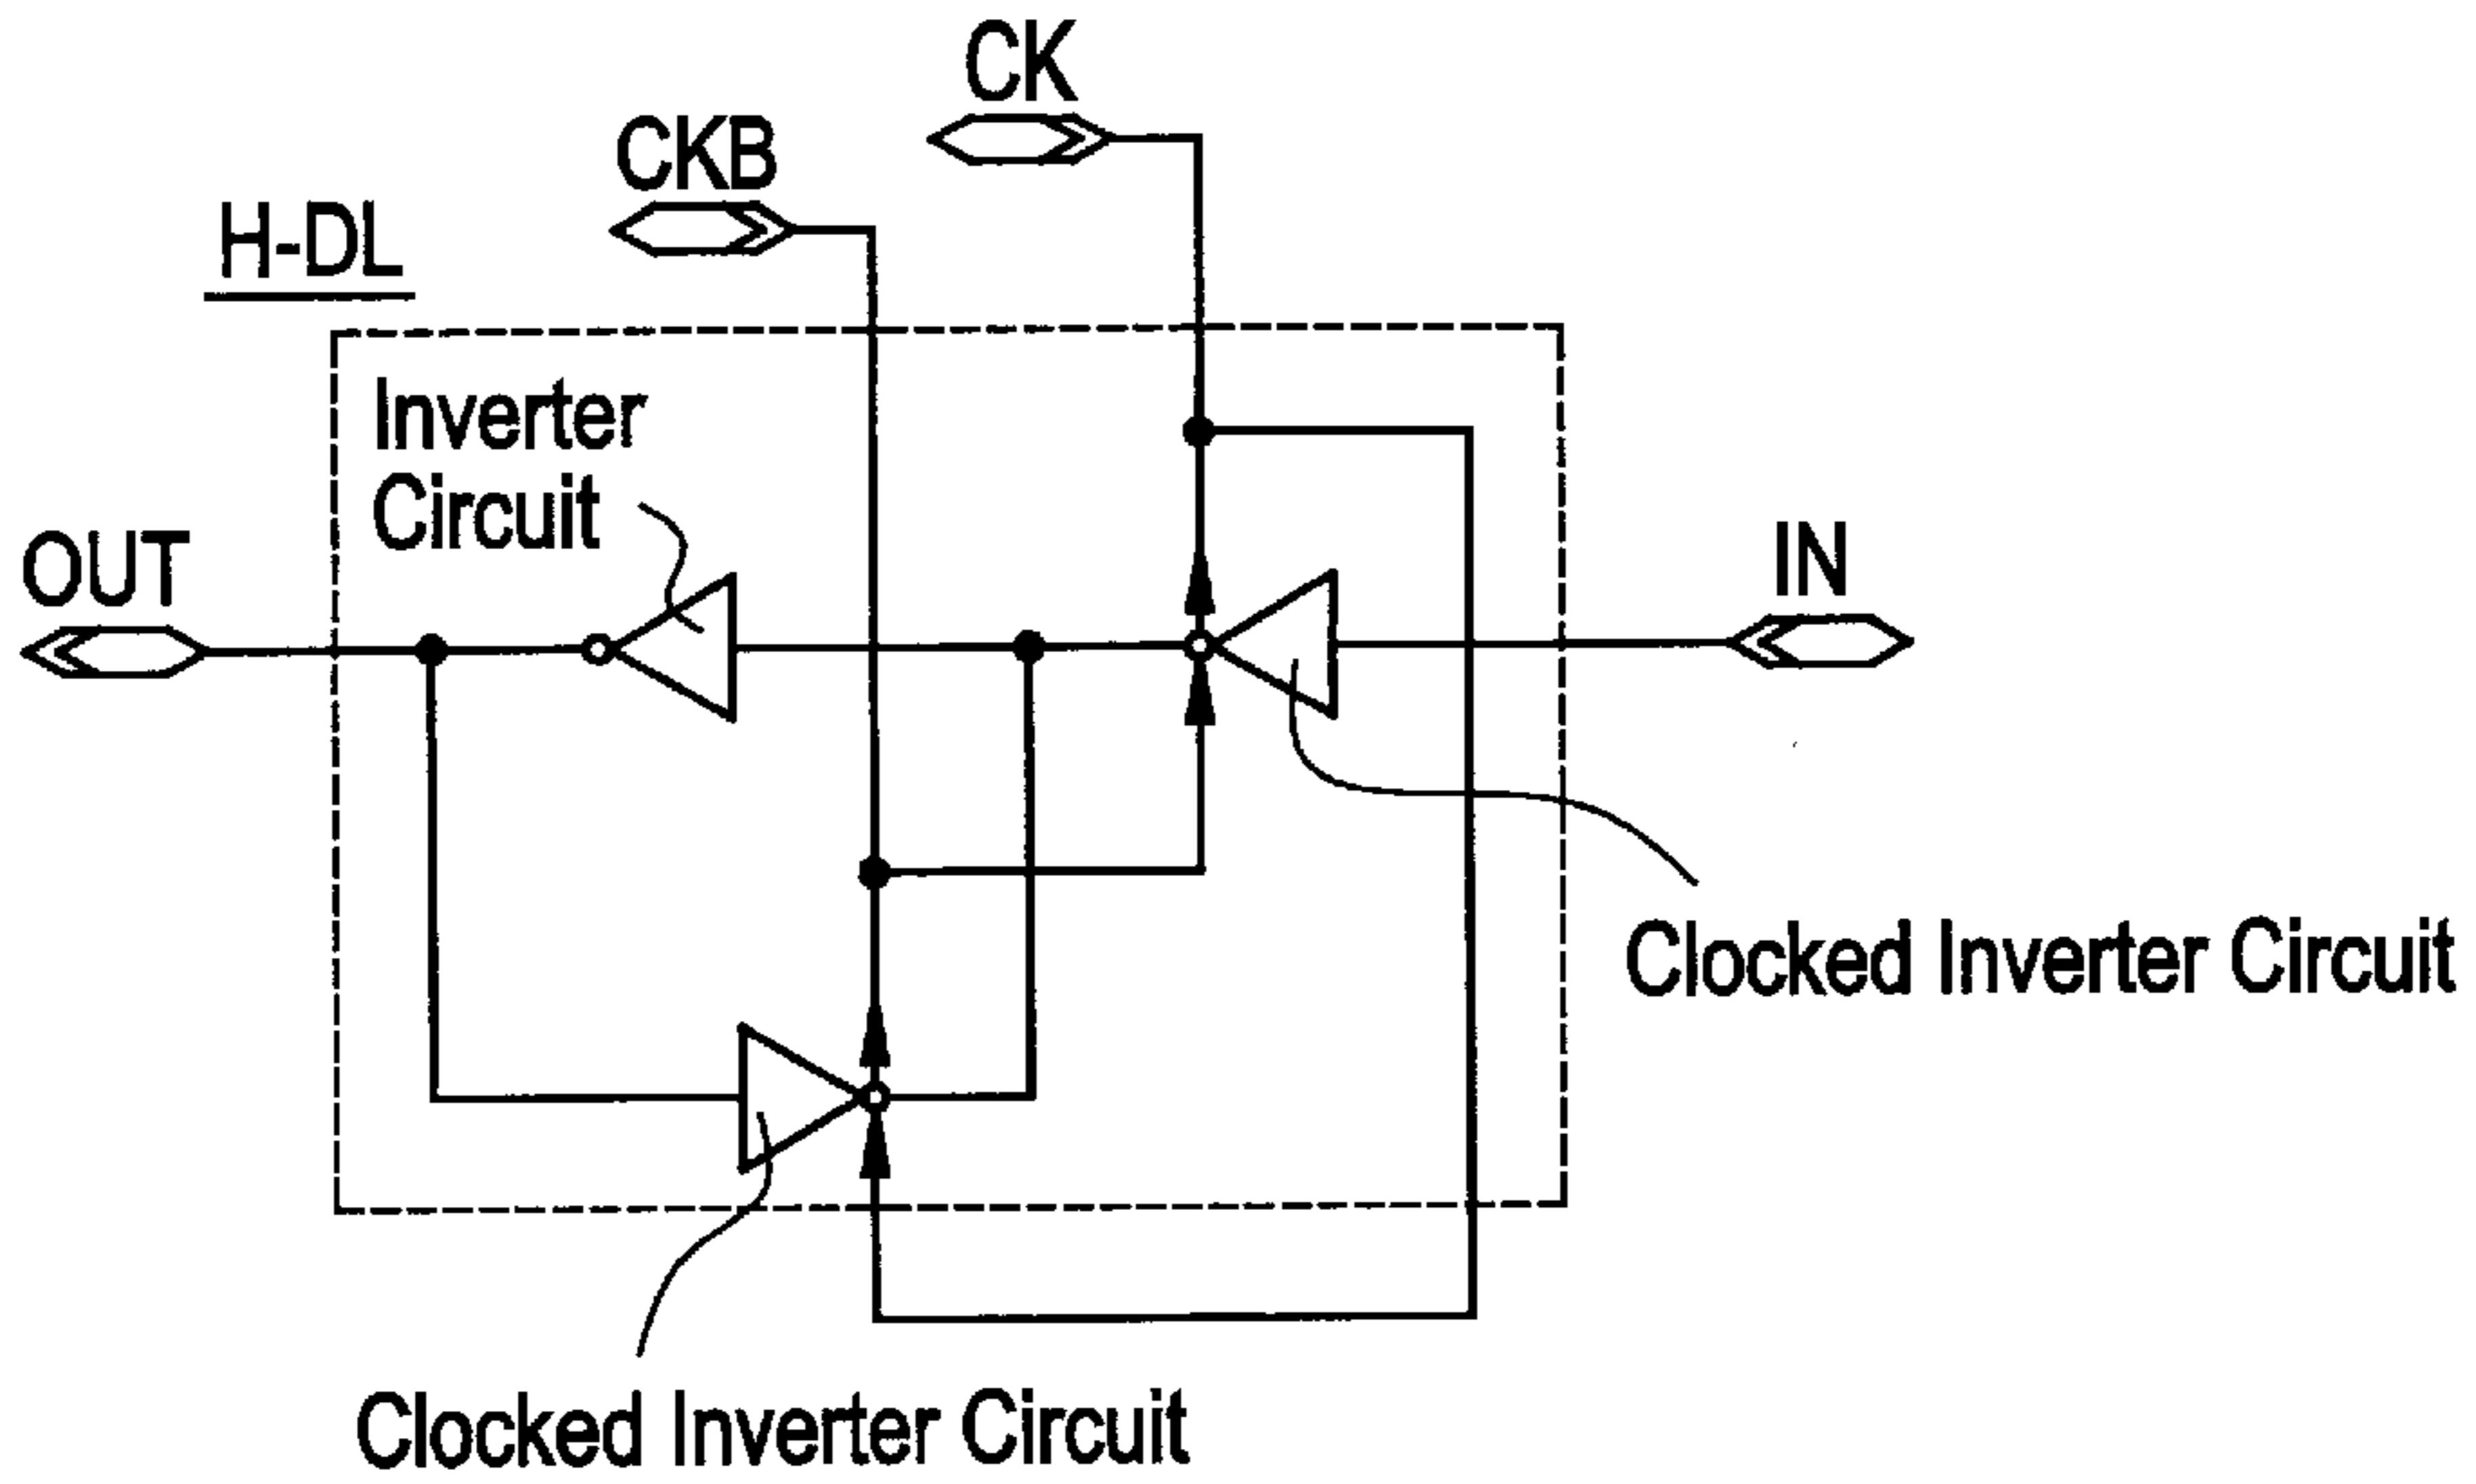 CK
CKB
H-DL
Inverter
Circuit
OUT
IN
Clocked Inverter Circuit
Clocked Inverter Circuit